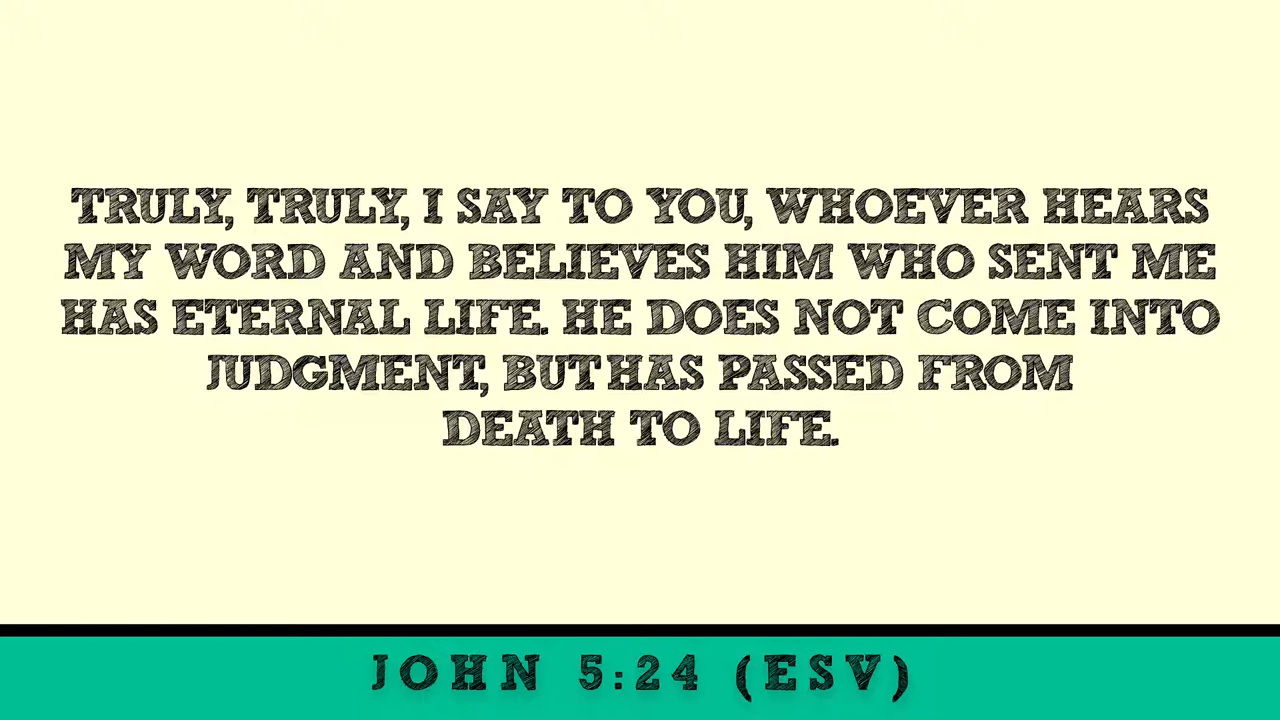 TRULY, TRULY, I SAY TO YOU, WHOEVER HEARS
MY WORD AND BELIEVES HIM WHO SENT ME
HAS ETERNAL LIFE. HE DOES NOT COME INTO
JUDGMENT, BUT HAS PASSED FROM
DEATH TO LIFE.
JOHN 5:24 (ESV)